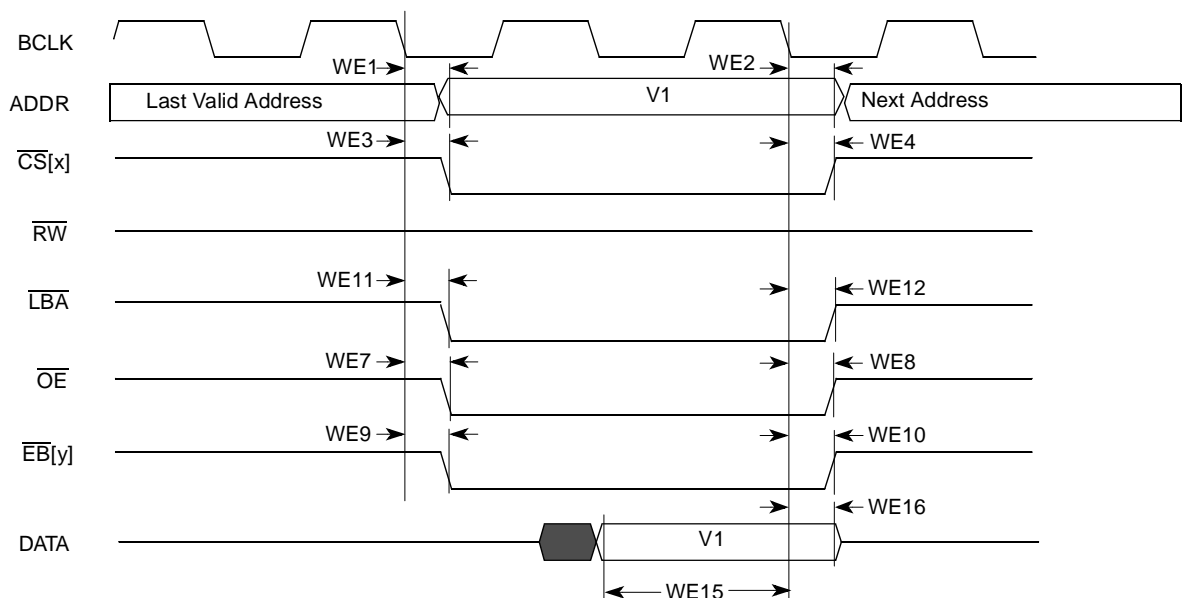 BCLK
WE1 WE2
ADDR Last Valid Address V1 Next Address
WE3 WE4
CS[x]
RW
WE11 WE12
LBA
WE7 WE8
OE
WE9 WE10
EB[y]
WE16
DATA V1
WE15